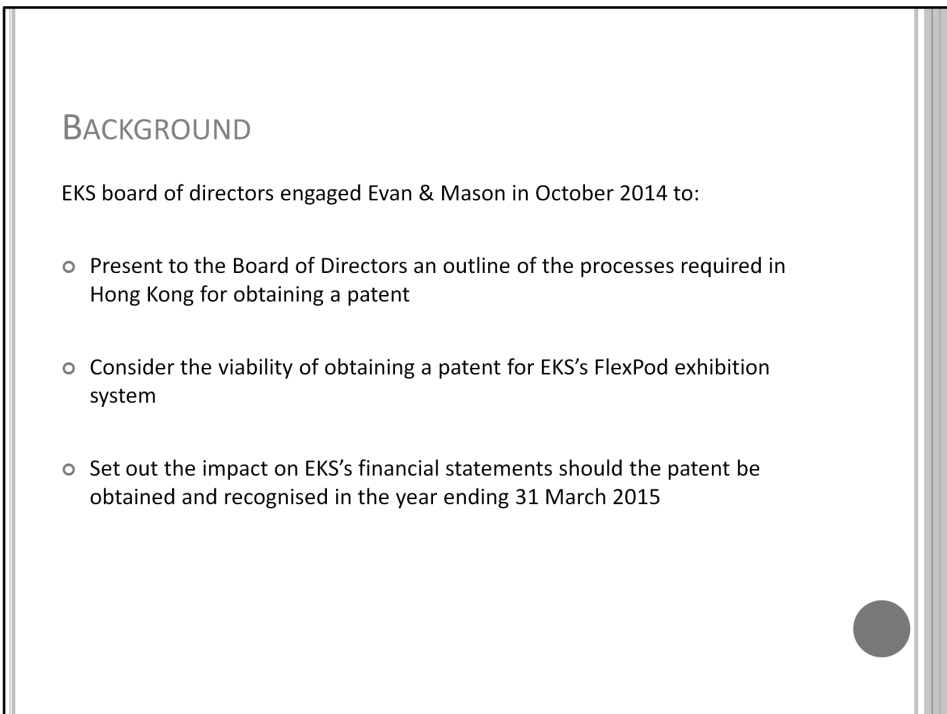 BACKGROUND
EKS board of directors engaged Evan & Mason in October 2014 to:
Present to the Board of Directors an outline of the processes required in
Hong Kong for obtaining a patent
Consider the viability of obtaining a patent for EKS’s FlexPod exhibition
system
Set out the impact on EKS’s financial statements should the patent be
obtained and recognised in the year ending 31 March 2015